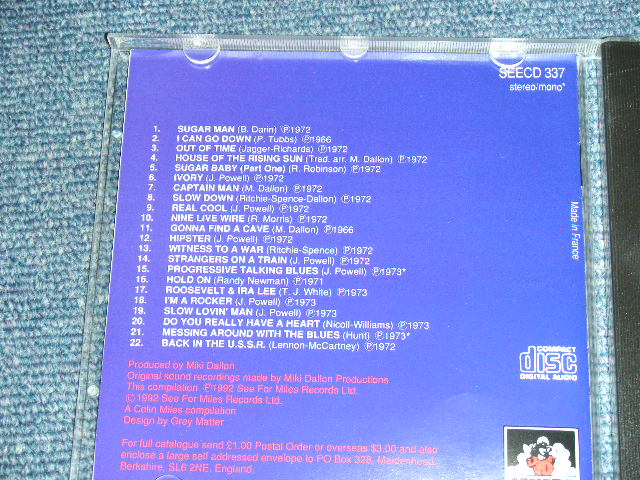 SEECD 337
stereo/mono*
1. SUGAR MAN (B. Darin) ℗1972
2. I CAN GO DOWN (P. Tubbs) ℗1966
3. OUT OF TIME (Jagger-Richards) ℗1972
4. HOUSE OF THE RISING SUN (Trad. arr. M. Dallon) ℗1972
5. SUGAR BABY (Part One) (R. Robinson) ℗1972
6. IVORY (J. Powell) ℗1972
7. CAPTAIN MAN (M. Dallon) ℗1972
8. SLOW DOWN (Ritchie-Spence-Dallon) ℗1972
9. REAL COOL (J. Powell) ℗1972
10. NINE LIVE WIRE (R. Morris) ℗1972
11. GONNA FIND A CAVE (M. Dallon) ℗1966
12. HIPSTER (J. Powell) ℗1972
13. WITNESS TO A WAR (Ritchie-Spence) ℗1972
14. STRANGERS ON A TRAIN (J. Powell) ℗1972
15. PROGRESSIVE TALKING BLUES (J. Powell) ℗1973*
16. HOLD ON (Randy Newman) ℗1971
17. ROOSEVELT & IRA LEE (T. J. White) ℗1973
18. I'M A ROCKER (J. Powell) ℗1973
19. SLOW LOVIN' MAN (J. Powell) ℗1973
20. DO YOU REALLY HAVE A HEART (Nicoll-Williams) ℗1973
21. MESSING AROUND WITH THE BLUES (Hunt) ℗1973*
22. BACK IN THE U.S.S.R. (Lennon-McCartney) ℗1972
Made in France
Produced by Miki Dallon
Original sound recordings made by Miki Dallon Productions
This compilation ℗1992 See For Miles Records Ltd.
©1992 See For Miles Records Ltd.
A Colin Miles compilation
Design by Grey Matter
COMPACT
disc
DIGITAL AUDIO
For full catalogue send £1.00 Postal Order or overseas $3.00 and also
enclose a large self addressed envelope to PO Box 328, Maidenhead,
Berkshire, SL6 2NE, England.